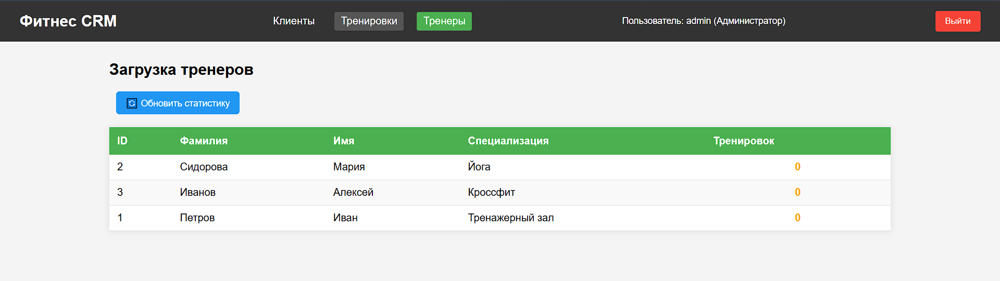 Фитнес CRM Клиенты Тренировки Тренеры Пользователь: admin (Администратор) Выйти
Загрузка тренеров
Обновить статистику
ID Фамилия Имя Специализация Тренировок
2 Сидорова Мария Йога 0
3 Иванов Алексей Кроссфит 0
1 Петров Иван Тренажерный зал 0